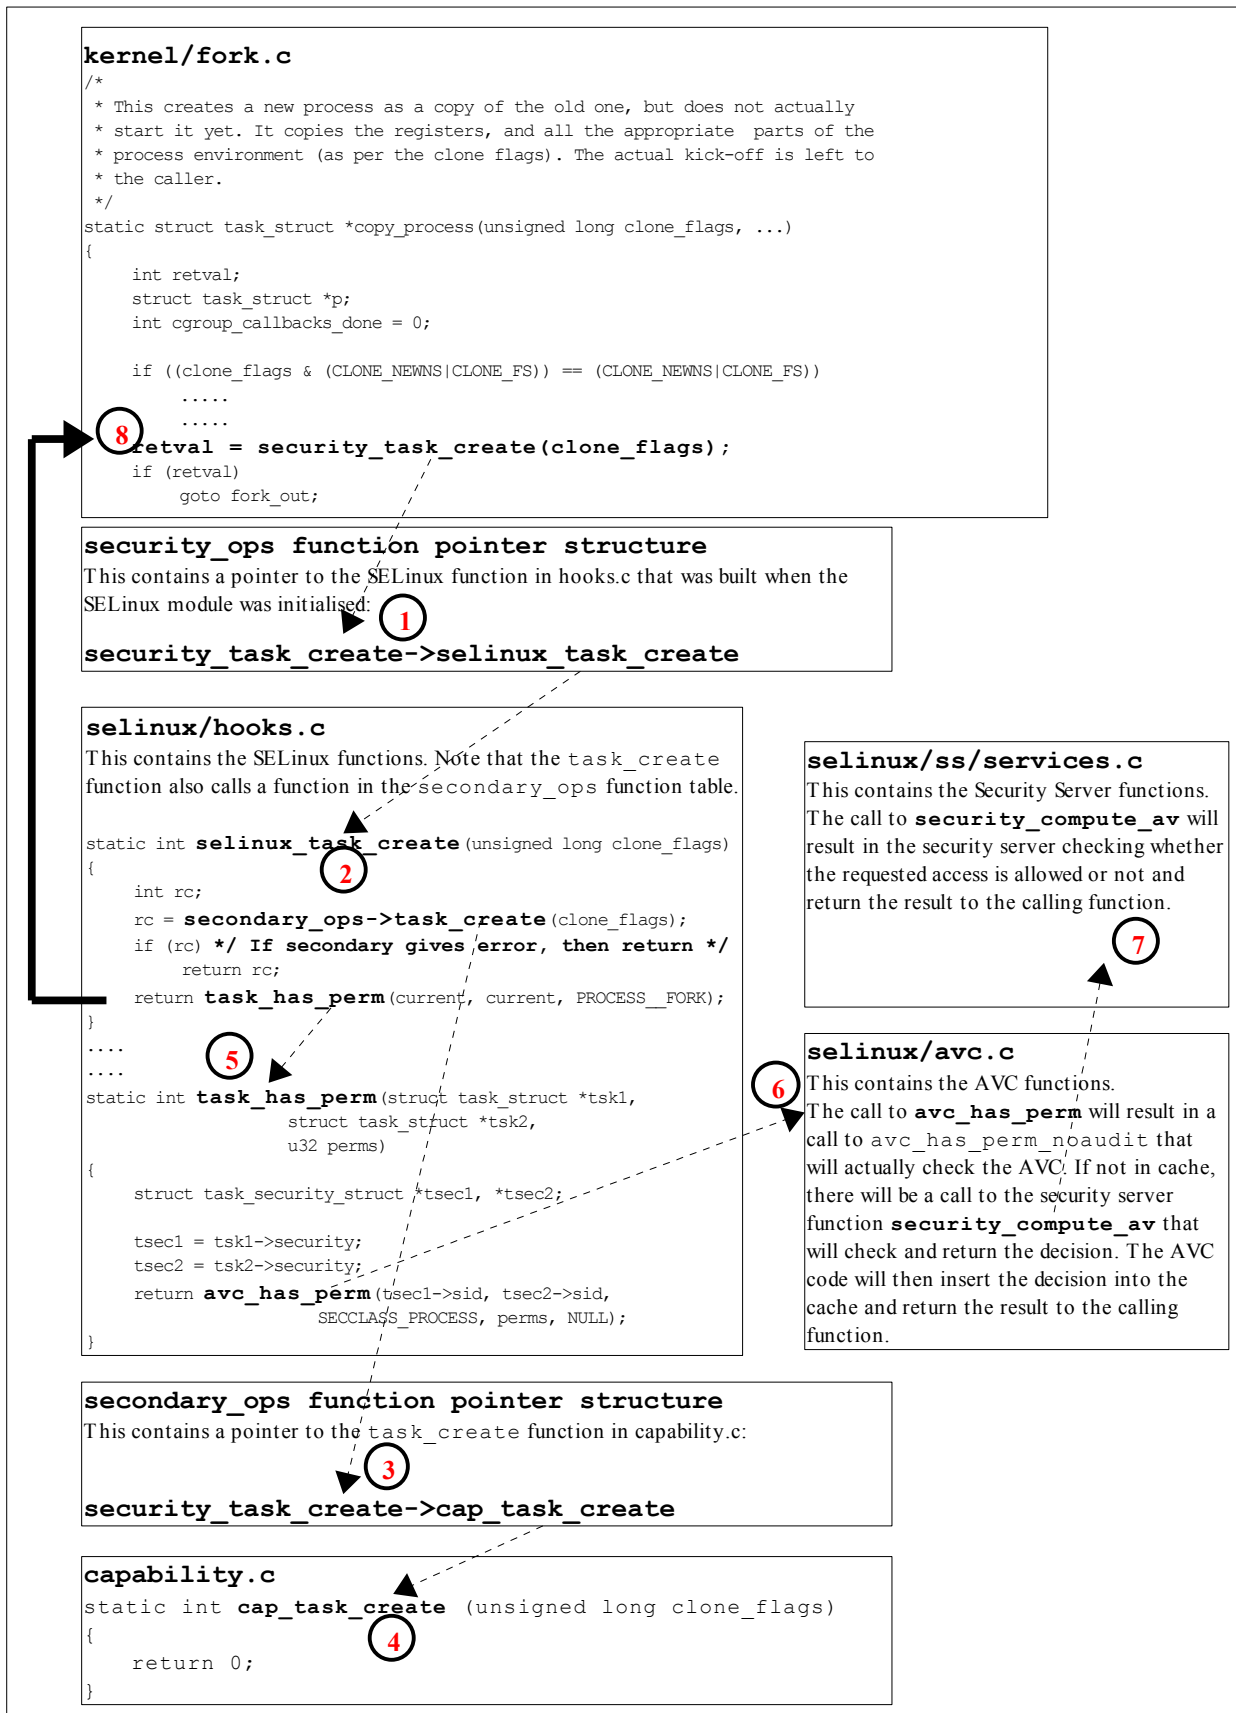 kernel/fork.c
/*
* This creates a new process as a copy of the old one, but does not actually
* start it yet. It copies the registers, and all the appropriate parts of the
* process environment (as per the clone flags). The actual kick-off is left to
* the caller.
*/
static struct task_struct *copy_process(unsigned long clone_flags, ...)
{
int retval;
struct task_struct *p;
int cgroup_callbacks_done = 0;
if ((clone_flags & (CLONE_NEWNS|CLONE_FS)) == (CLONE_NEWNS|CLONE_FS))
.....
.....
8
retval = security_task_create(clone_flags);
if (retval)
goto fork_out;
security_ops function pointer structure
This contains a pointer to the SELinux function in hooks.c that was built when the
SELinux module was initialised:
1
security_task_create->selinux_task_create
selinux/hooks.c
This contains the SELinux functions. Note that the task_create
function also calls a function in the secondary_ops function table.
static int selinux_task_create(unsigned long clone_flags)
{
2
int rc;
rc = secondary_ops->task_create(clone_flags);
if (rc) */ If secondary gives error, then return */
return rc;
return task_has_perm(current, current, PROCESS__FORK);
}
....
5
....
static int task_has_perm(struct task_struct *tsk1,
struct task_struct *tsk2,
u32 perms)
{
struct task_security_struct *tsec1, *tsec2;
tsec1 = tsk1->security;
tsec2 = tsk2->security;
return avc_has_perm(tsec1->sid, tsec2->sid,
SECCLASS_PROCESS, perms, NULL);
}
selinux/ss/services.c
This contains the Security Server functions.
The call to security_compute_av will
result in the security server checking whether
the requested access is allowed or not and
return the result to the calling function.
7
selinux/avc.c
6
This contains the AVC functions.
The call to avc_has_perm will result in a
call to avc_has_perm_noaudit that
will actually check the AVC. If not in cache,
there will be a call to the security server
function security_compute_av that
will check and return the decision. The AVC
code will then insert the decision into the
cache and return the result to the calling
function.
secondary_ops function pointer structure
This contains a pointer to the task_create function in capability.c:
3
security_task_create->cap_task_create
capability.c
static int cap_task_create (unsigned long clone_flags)
{
4
return 0;
}